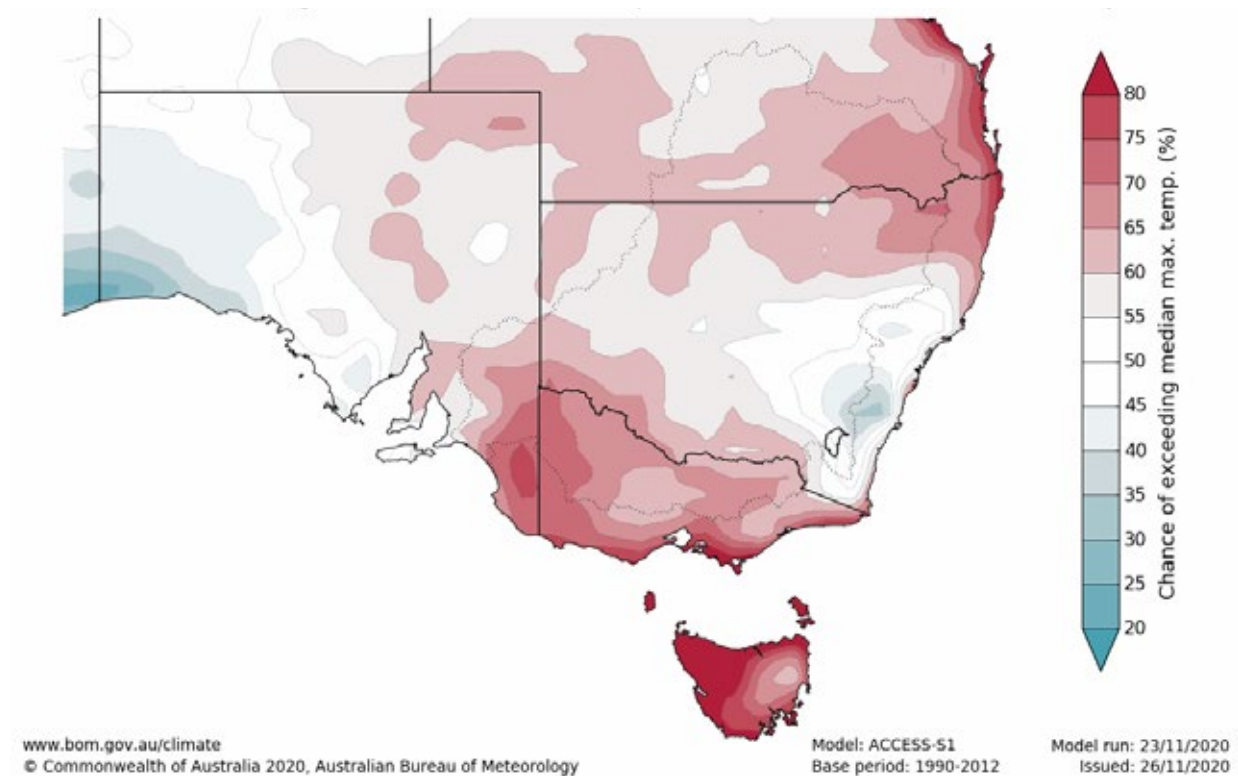 80
75
70
65
60
55
50
45
40
35
30
25
20
Chance of exceeding median max. temp. (%)
www.bom.gov.au/climate
© Commonwealth of Australia 2020, Australian Bureau of Meteorology
Model: ACCESS-S1
Base period: 1990-2012
Model run: 23/11/2020
Issued: 26/11/2020